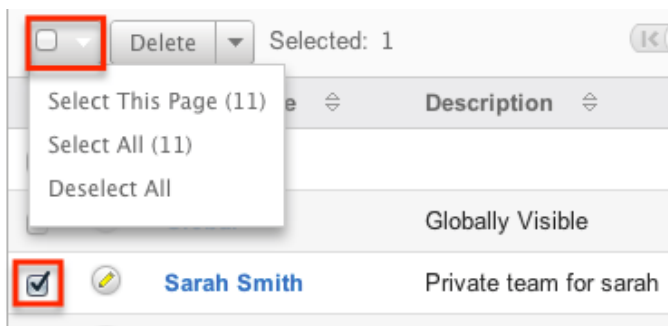 Delete Selected: 1
Select This Page (11)
Select All (11)
Deselect All
Description
Globally Visible
Sarah Smith Private team for sarah